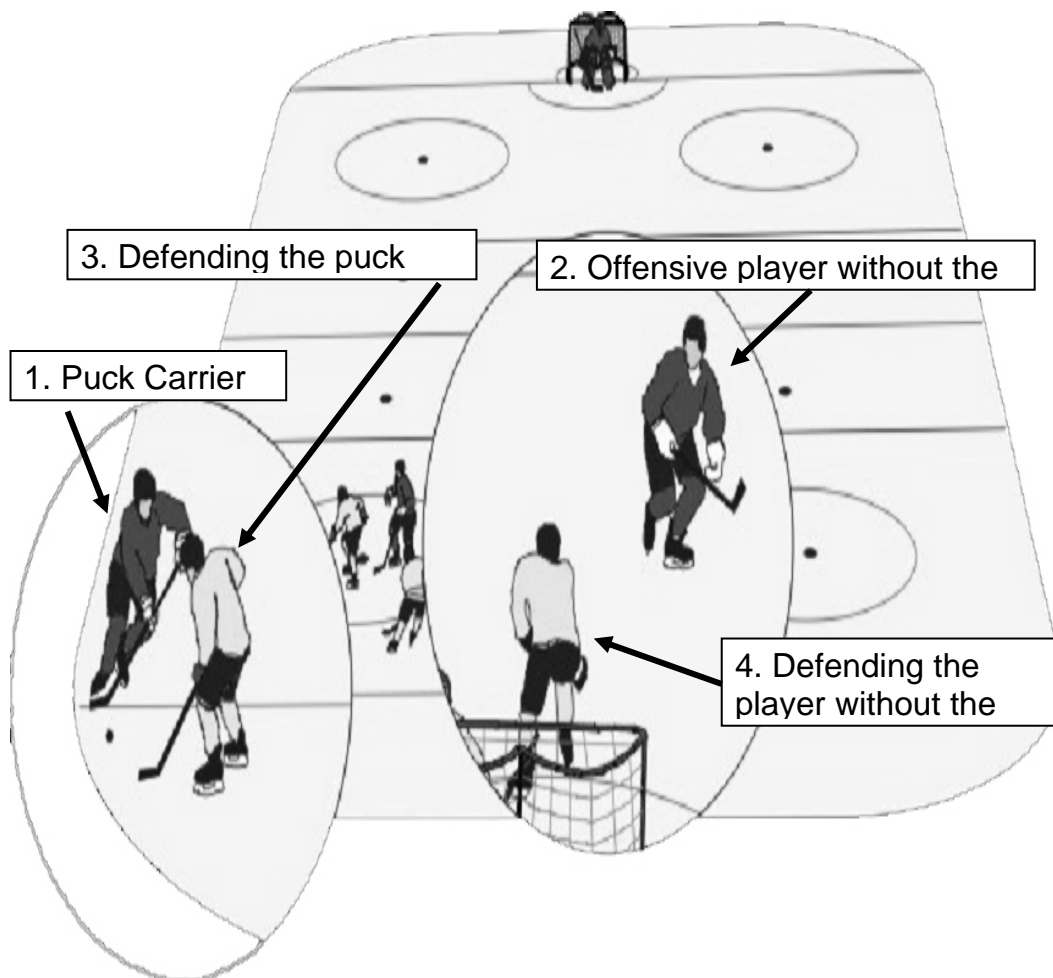 3. Defending the puck
2. Offensive player without the
1. Puck Carrier
4. Defending the
player without the